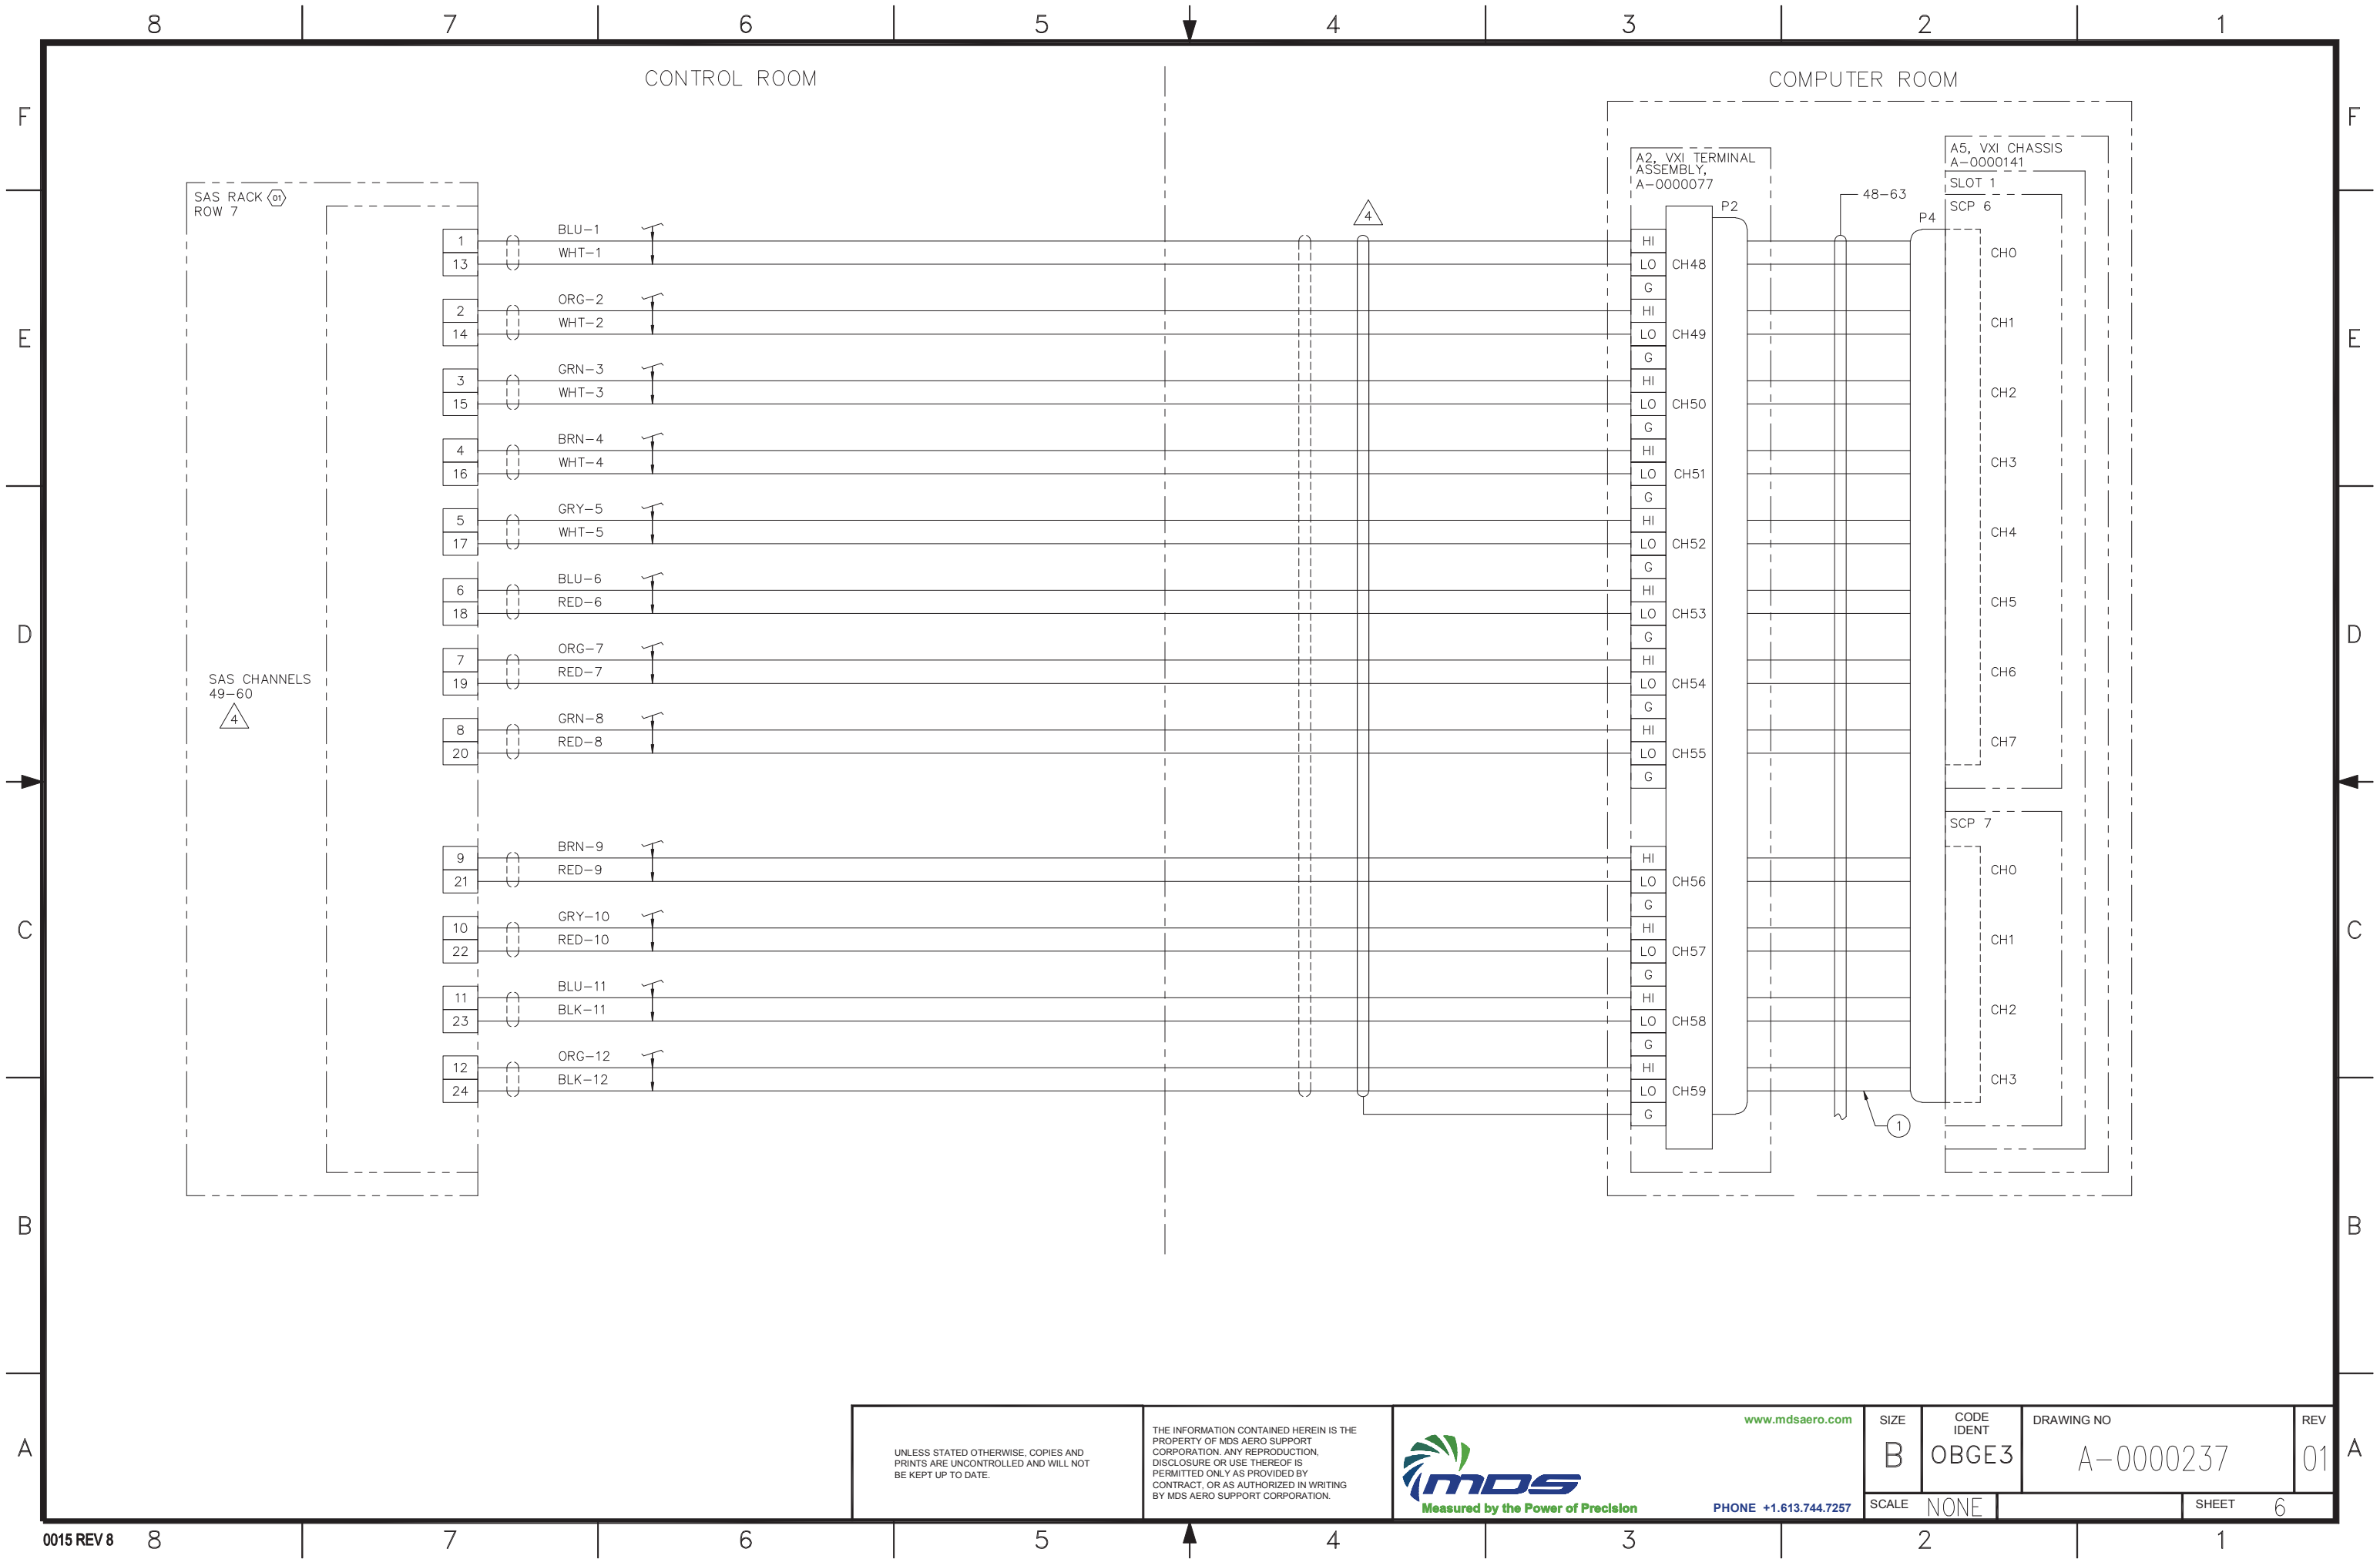 8 7 6 5 4 3 2 1
CONTROL ROOM
COMPUTER ROOM
F F
E E
D D
C C
B B
A A
SAS RACK 01
ROW 7
SAS CHANNELS
49-60
4
1 BLU-1
13 WHT-1
2 ORG-2
14 WHT-2
3 GRN-3
15 WHT-3
4 BRN-4
16 WHT-4
5 GRY-5
17 WHT-5
6 BLU-6
18 RED-6
7 ORG-7
19 RED-7
8 GRN-8
20 RED-8
9 BRN-9
21 RED-9
10 GRY-10
22 RED-10
11 BLU-11
23 BLK-11
12 ORG-12
24 BLK-12
4
A2, VXI TERMINAL
ASSEMBLY,
A-0000077
P2
HI
LO CH48
G
HI
LO CH49
G
HI
LO CH50
G
HI
LO CH51
G
HI
LO CH52
G
HI
LO CH53
G
HI
LO CH54
G
HI
LO CH55
G
HI
LO CH56
G
HI
LO CH57
G
HI
LO CH58
G
HI
LO CH59
G
48-63
1
P4
A5, VXI CHASSIS
A-0000141
SLOT 1
SCP 6
CH0
CH1
CH2
CH3
CH4
CH5
CH6
CH7
SCP 7
CH0
CH1
CH2
CH3
UNLESS STATED OTHERWISE, COPIES AND
PRINTS ARE UNCONTROLLED AND WILL NOT
BE KEPT UP TO DATE.
THE INFORMATION CONTAINED HEREIN IS THE
PROPERTY OF MDS AERO SUPPORT
CORPORATION. ANY REPRODUCTION,
DISCLOSURE OR USE THEREOF IS
PERMITTED ONLY AS PROVIDED BY
CONTRACT, OR AS AUTHORIZED IN WRITING
BY MDS AERO SUPPORT CORPORATION.
www.mdsaero.com
MDS
Measured by the Power of Precision
PHONE +1.613.744.7257
SIZE
B
CODE
IDENT
OBGE3
DRAWING NO
A-0000237
REV
01
SCALE NONE
SHEET 6
0015 REV 8
8 7 6 5 4 3 2 1